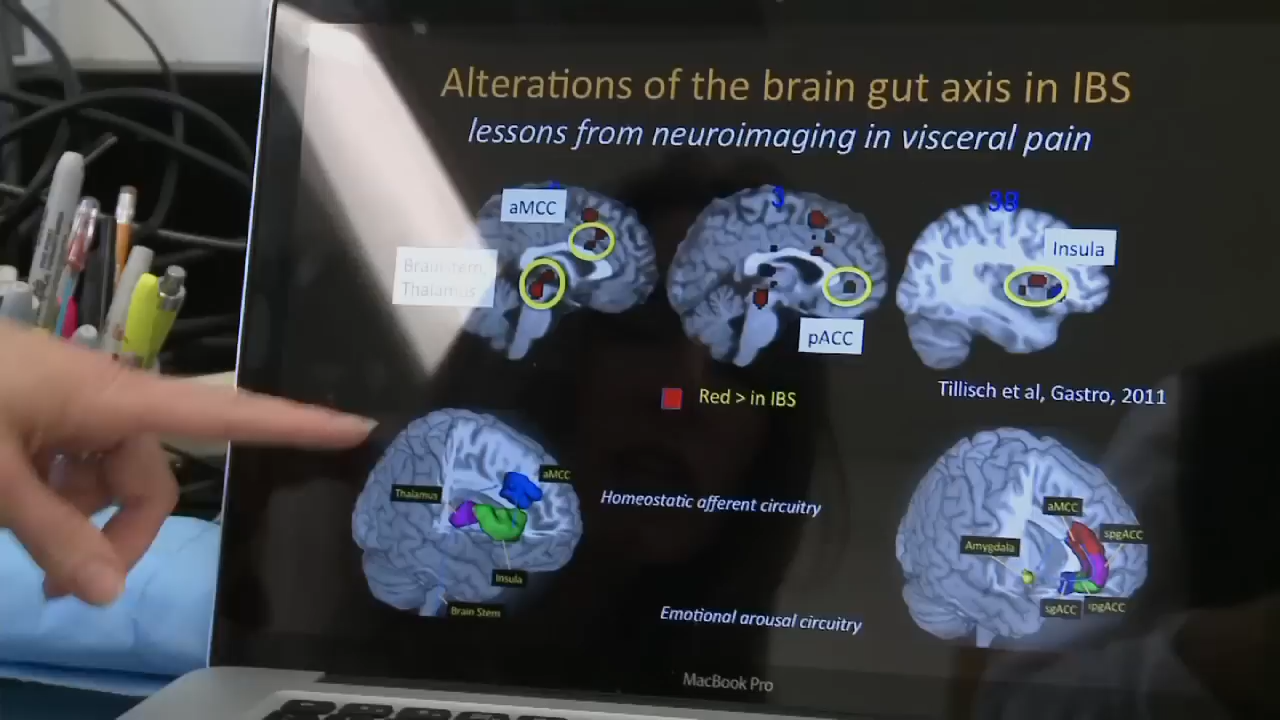 Alterations of the brain gut axis in IBS
lessons from neuroimaging in visceral pain
aMCC
3
38
Insula
Brain stem,
Thalamus
pACC
Red > in IBS
Tillisch et al, Gastro, 2011
aMCC
Thalamus
Homeostatic afferent circuitry
Insula
Brain Stem
aMCC
spgACC
Amygdala
sgACC
pgACC
Emotional arousal circuitry
MacBook Pro